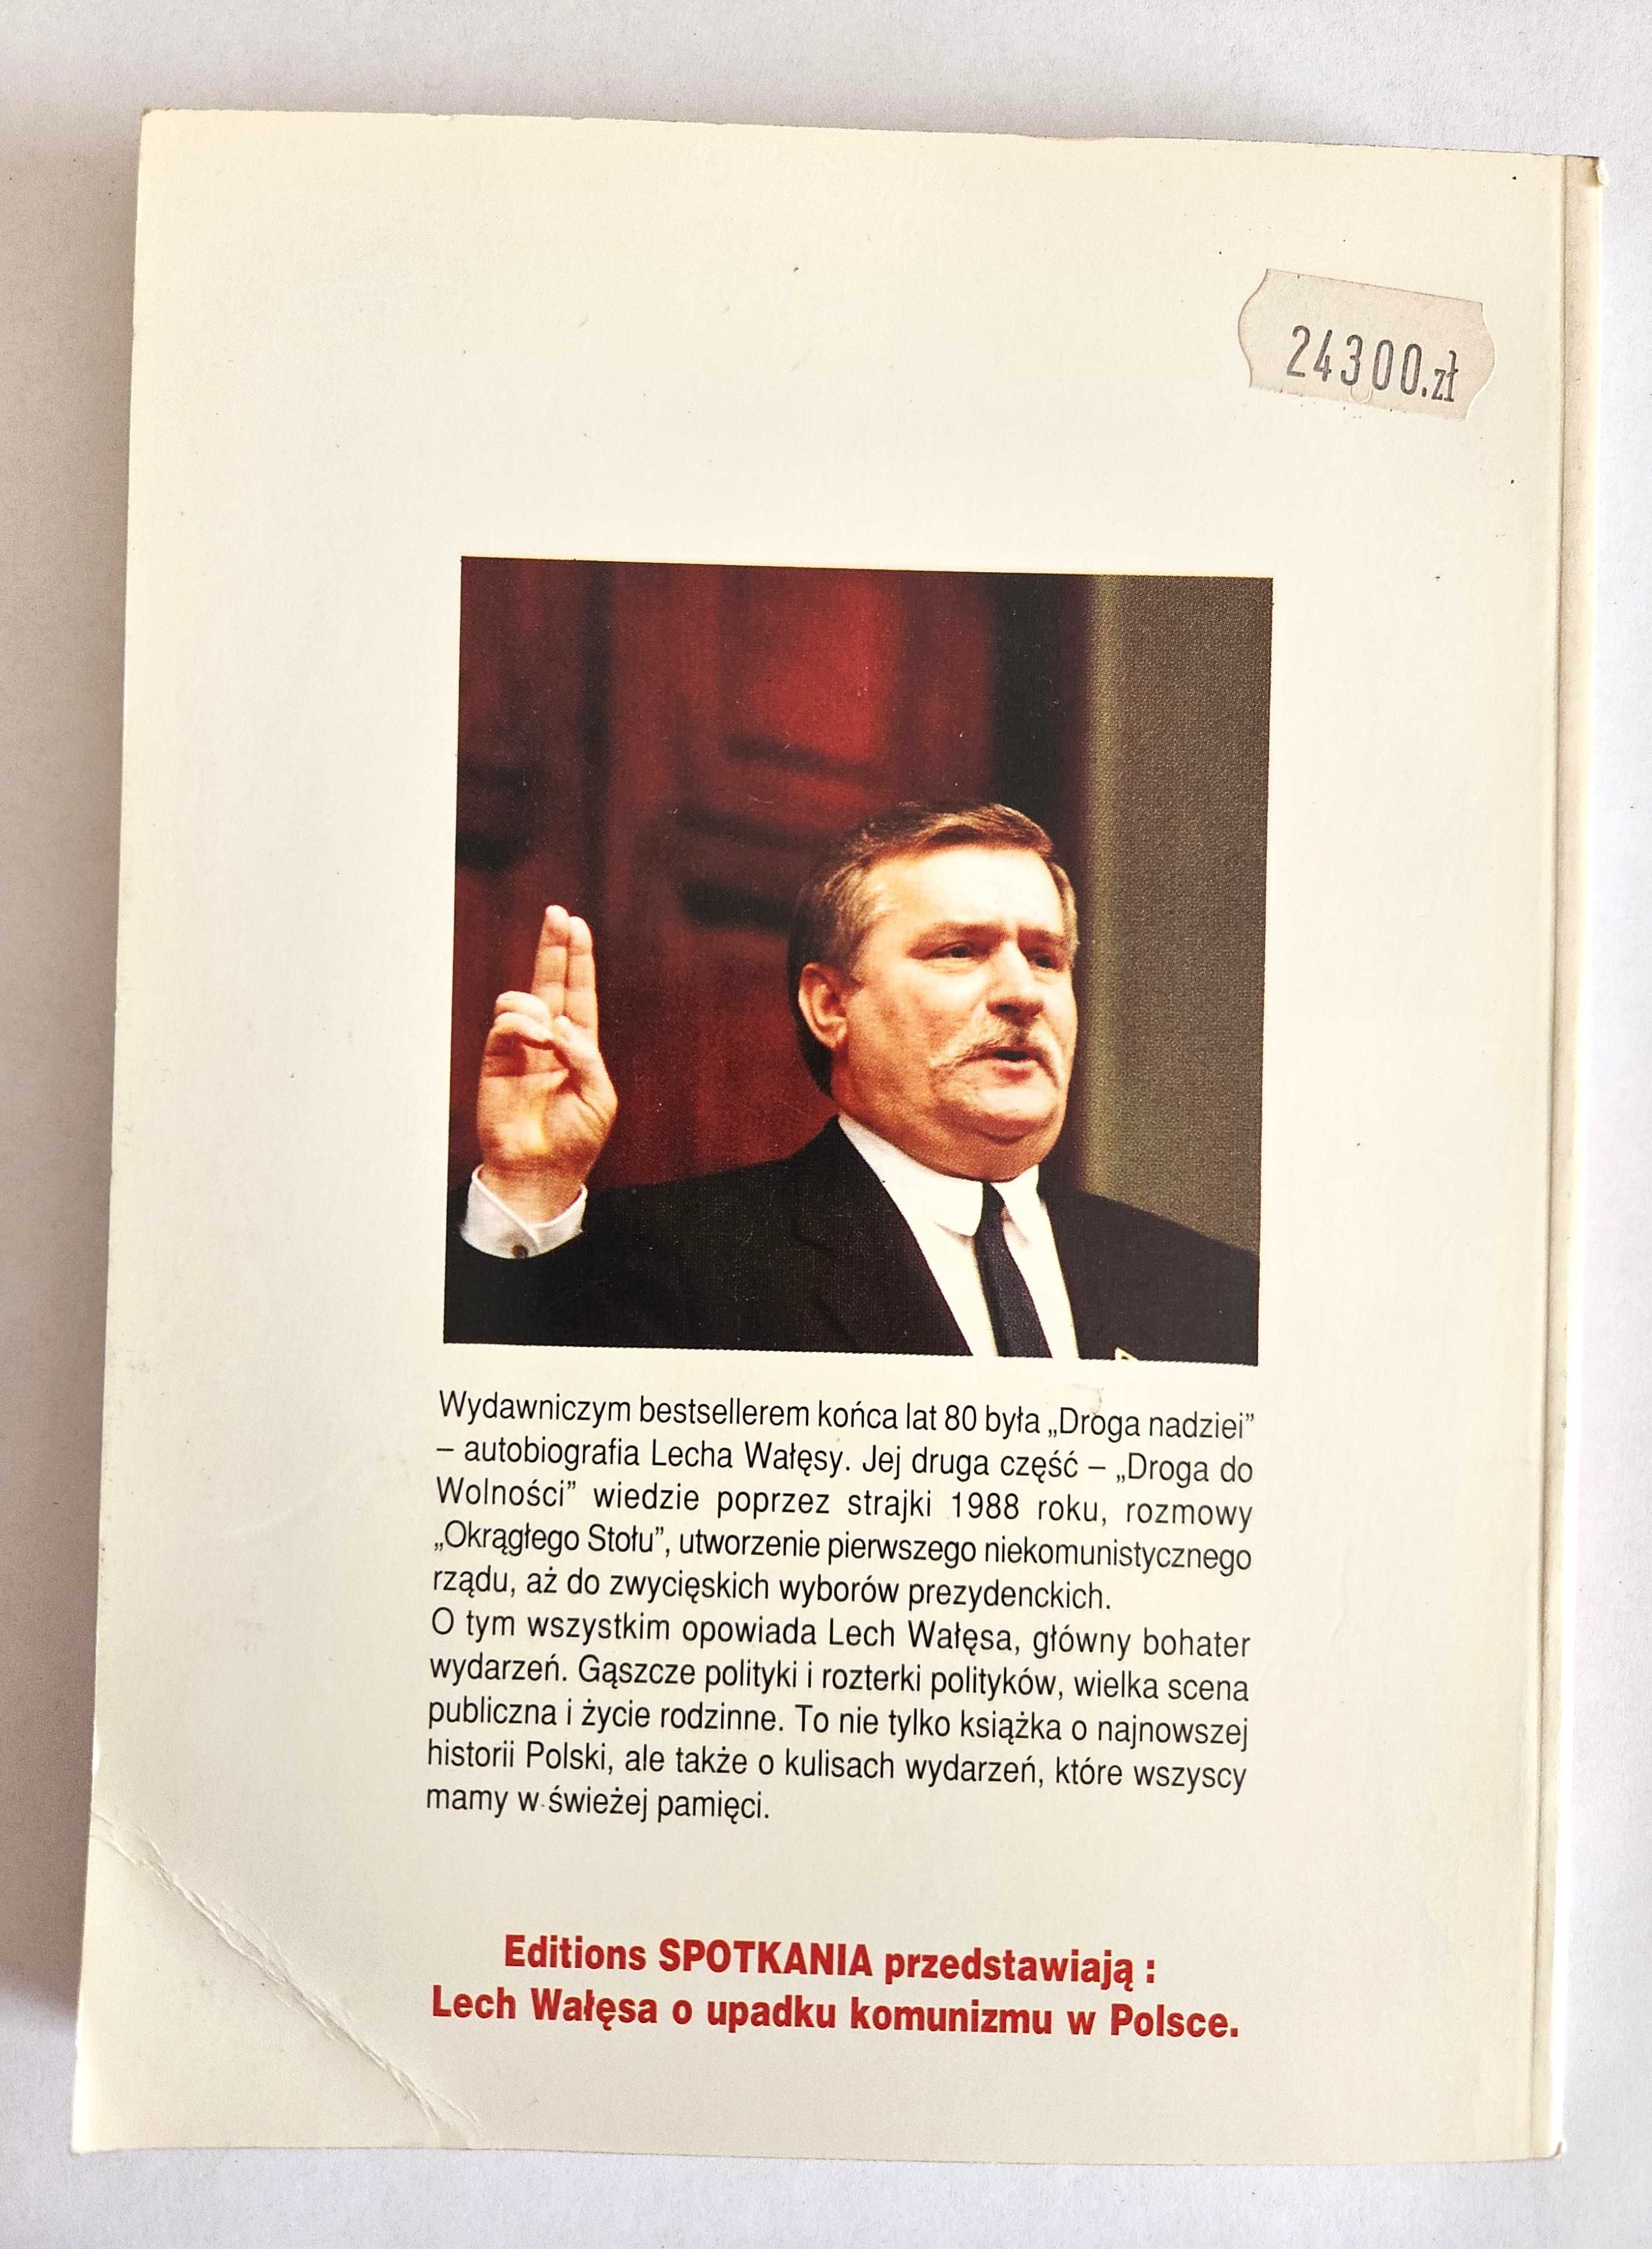 24300.zł
Wydawniczym bestsellerem końca lat 80 była „Droga nadziei”
– autobiografia Lecha Wałęsy. Jej druga część – „Droga do
Wolności” wiedzie poprzez strajki 1988 roku, rozmowy
„Okrągłego Stołu”, utworzenie pierwszego niekomunistycznego
rządu, aż do zwycięskich wyborów prezydenckich.
O tym wszystkim opowiada Lech Wałęsa, główny bohater
wydarzeń. Gąszcze polityki i rozterki polityków, wielka scena
publiczna i życie rodzinne. To nie tylko książka o najnowszej
historii Polski, ale także o kulisach wydarzeń, które wszyscy
mamy w świeżej pamięci.
Editions SPOTKANIA przedstawiają :
Lech Wałęsa o upadku komunizmu w Polsce.